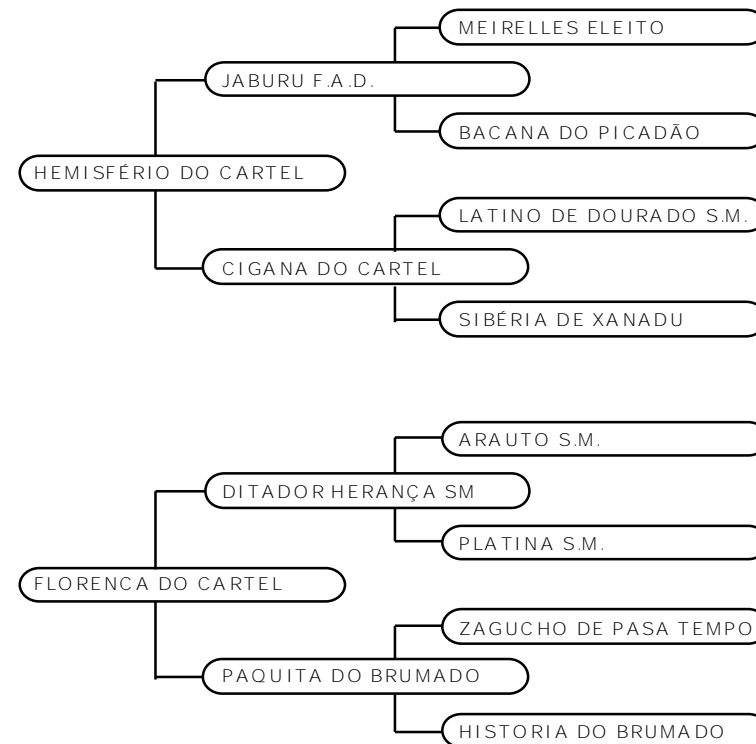 MEIRELLES ELEITO
JABURU F.A.D.
BACANA DO PICADÃO
HEMISFÉRIO DO CARTEL
LATINO DE DOURADO S.M.
CIGANA DO CARTEL
SIBÉRIA DE XANADU
ARAUTO S.M.
DITADOR HERANÇA SM
PLATINA S.M.
FLORENCA DO CARTEL
ZAGUCHO DE PASA TEMPO
PAQUITA DO BRUMADO
HISTORIA DO BRUMADO